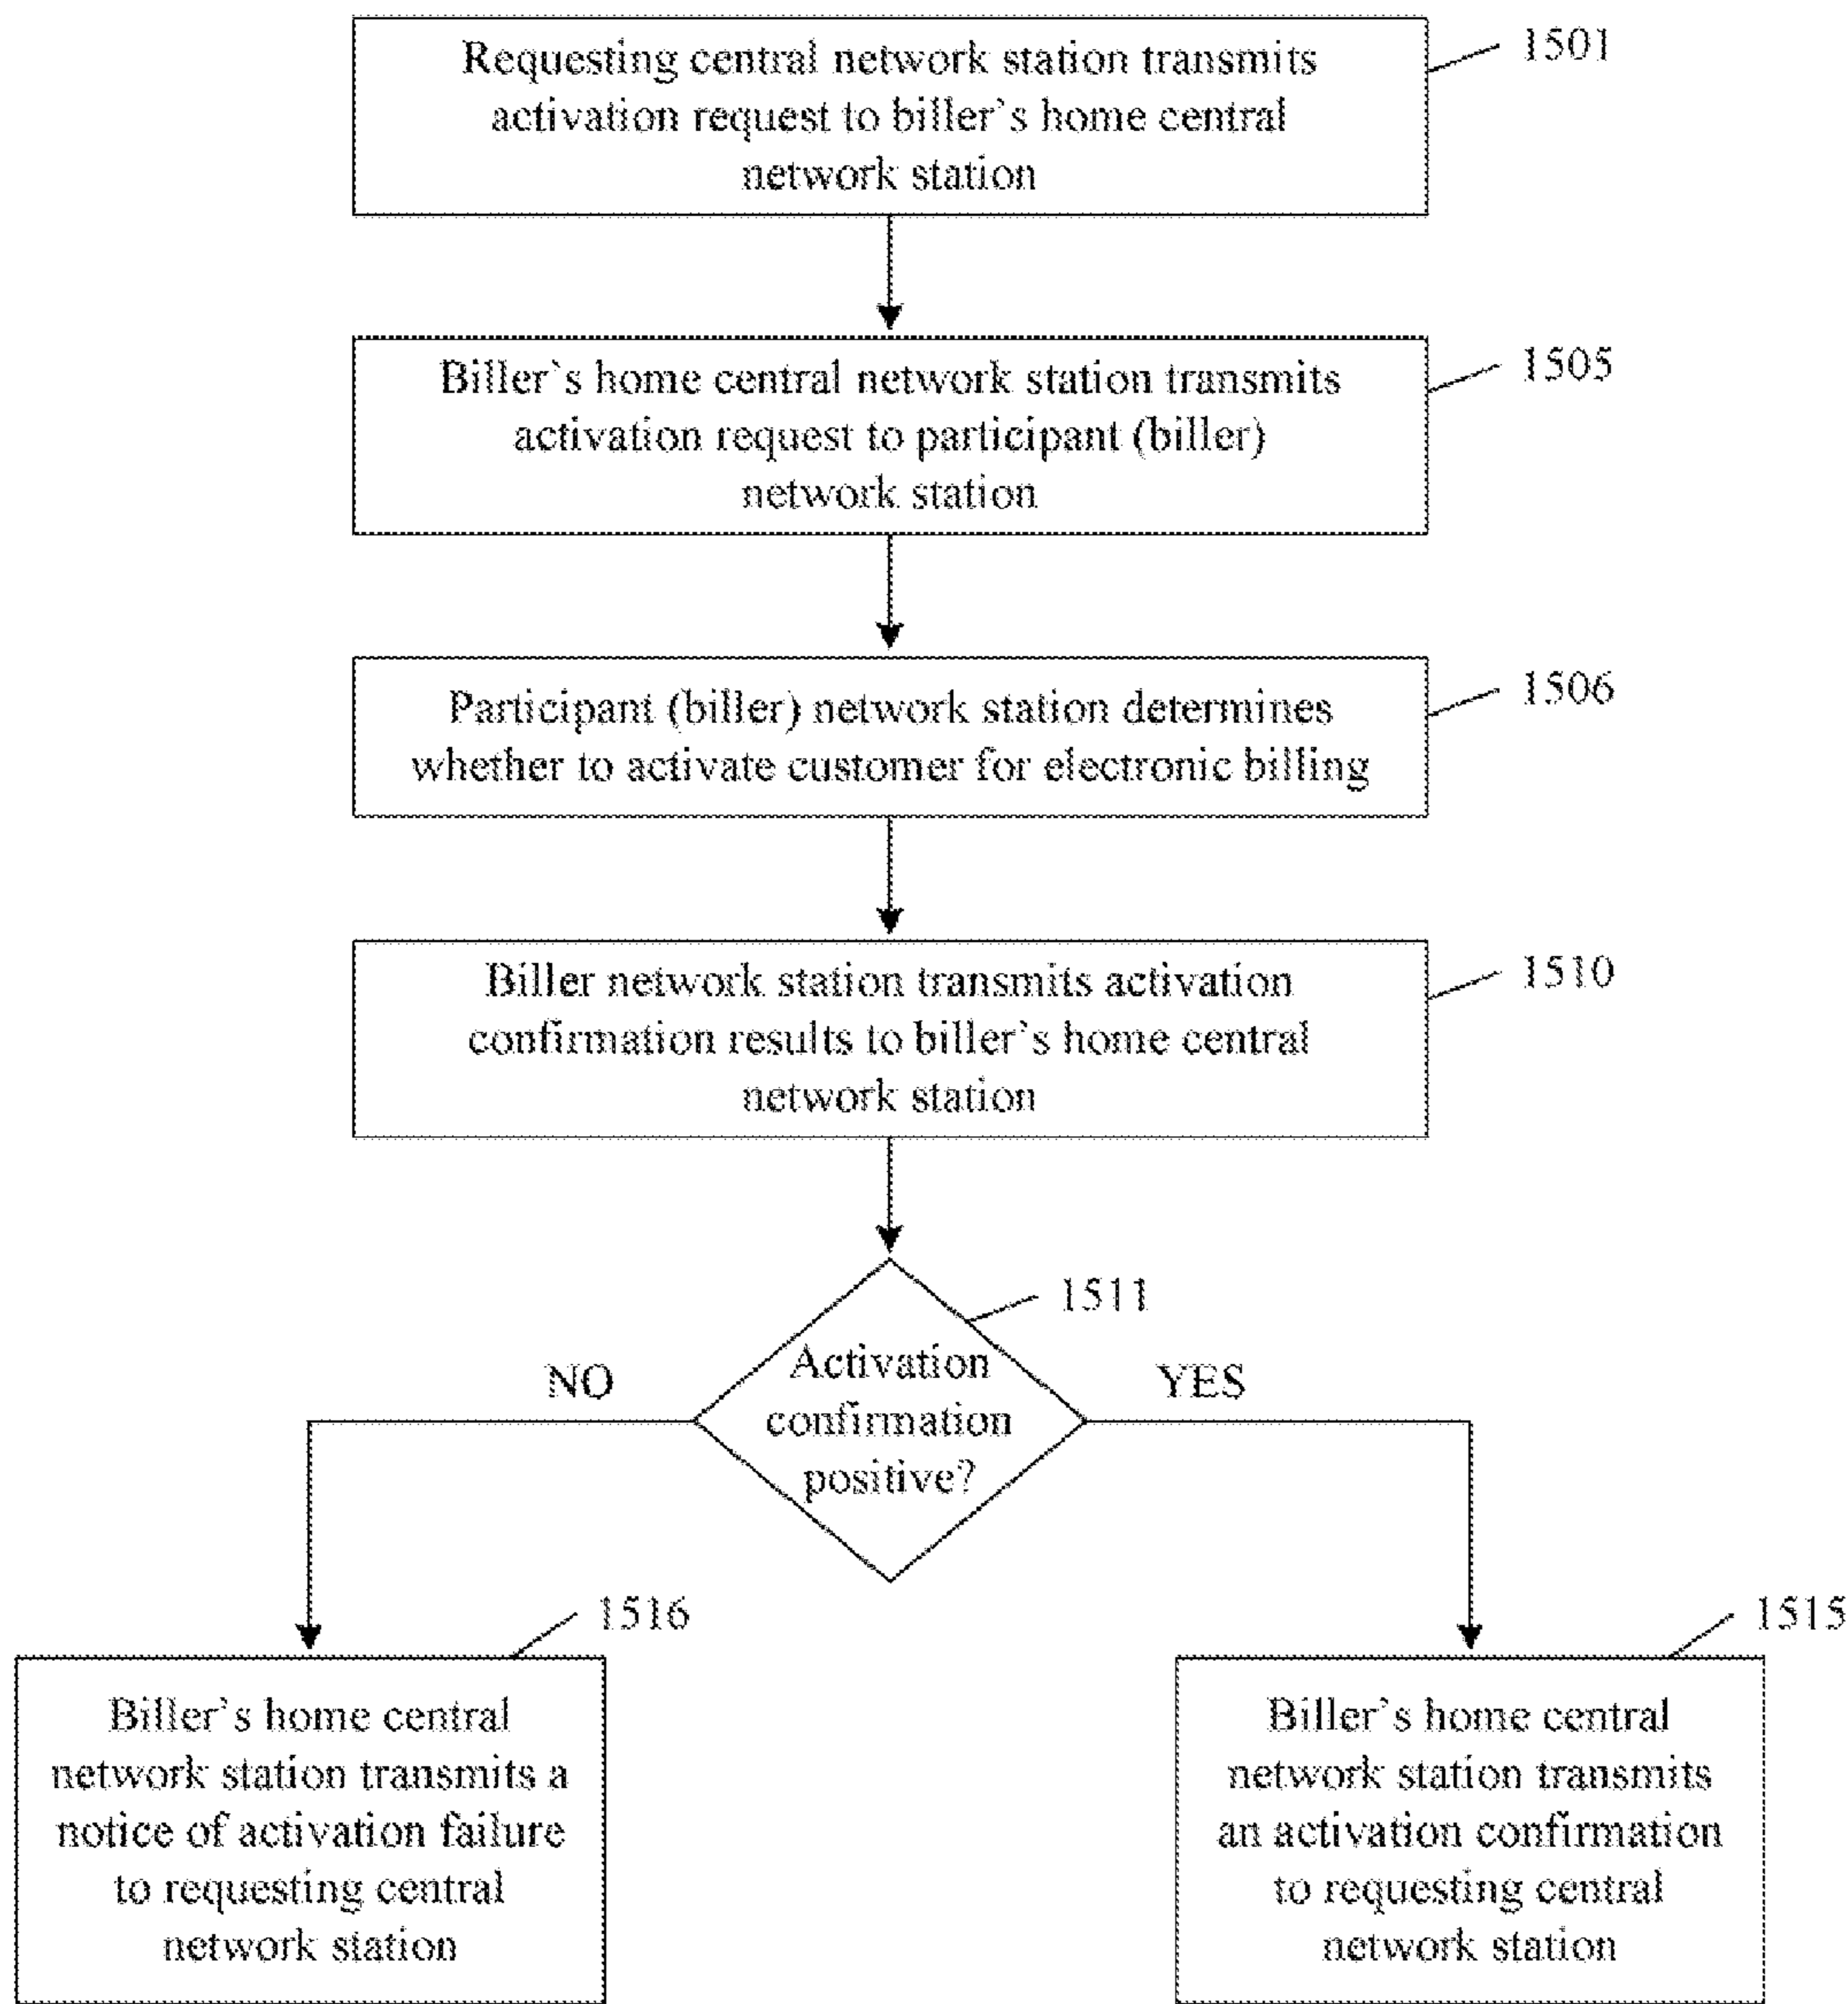 Requesting central network station transmits
activation request to biller's home central
network station
1501
Biller`s home central network station transmits
activation request to participant (biller)
network station
1505
Participant (biller) network station determines
whether to activate customer for electronic billing
1506
Biller network station transmits activation
confirmation results to biller's home central
network station
1510
1511
Activation
confirmation
positive?
NO
YES
1516
Biller's home central
network station transmits a
notice of activation failure
to requesting central
network station
1515
Biller's home central
network station transmits
an activation confirmation
to requesting central
network station